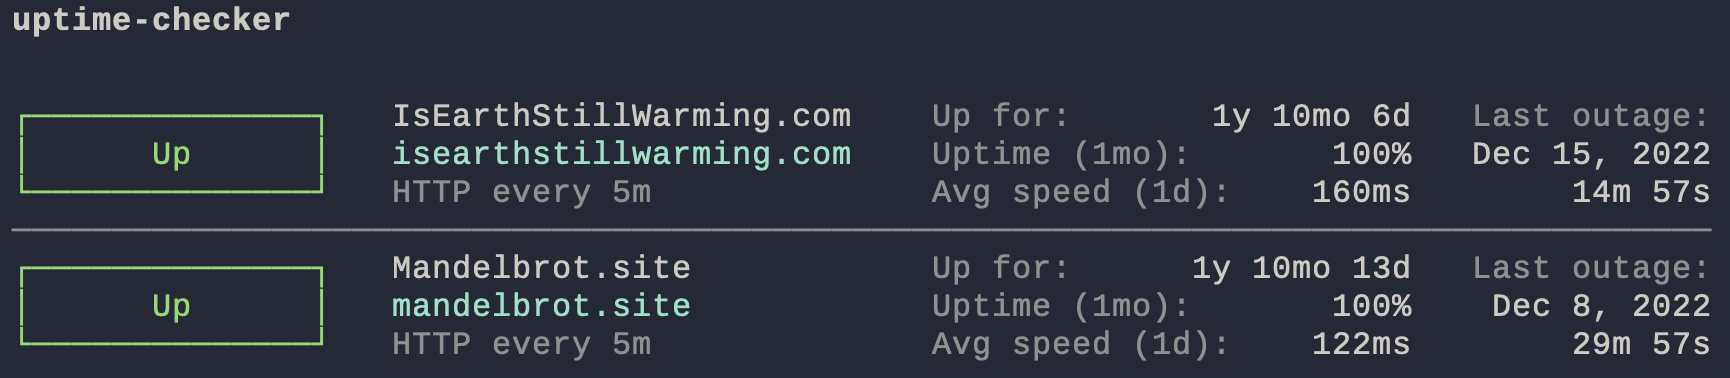 uptime-checker
IsEarthStillWarming.com Up for: 1y 10mo 6d Last outage:
Up isearthstillwarming.com Uptime (1mo): 100% Dec 15, 2022
HTTP every 5m Avg speed (1d): 160ms 14m 57s
Mandelbrot.site Up for: 1y 10mo 13d Last outage:
Up mandelbrot.site Uptime (1mo): 100% Dec 8, 2022
HTTP every 5m Avg speed (1d): 122ms 29m 57s